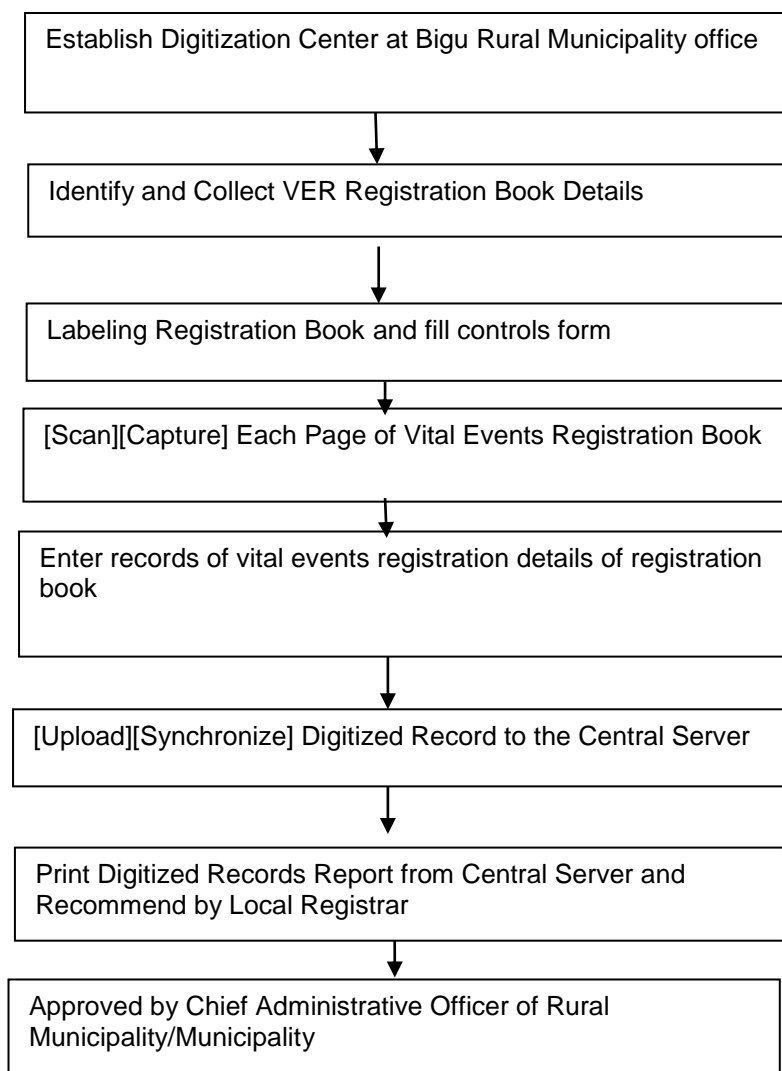 Establish Digitization Center at Bigu Rural Municipality office
Identify and Collect VER Registration Book Details
Labeling Registration Book and fill controls form
[Scan][Capture] Each Page of Vital Events Registration Book
Enter records of vital events registration details of registration
book
[Upload][Synchronize] Digitized Record to the Central Server
Print Digitized Records Report from Central Server and
Recommend by Local Registrar
Approved by Chief Administrative Officer of Rural
Municipality/Municipality